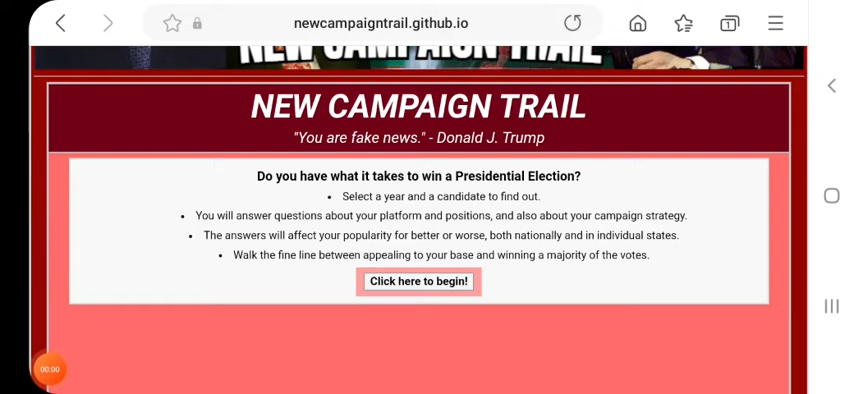 newcampaigntrail.github.io
1
NEW CAMPAIGN TRAIL
NEW CAMPAIGN TRAIL
"You are fake news." - Donald J. Trump
Do you have what it takes to win a Presidential Election?
• Select a year and a candidate to find out.
• You will answer questions about your platform and positions, and also about your campaign strategy.
• The answers will affect your popularity for better or worse, both nationally and in individual states.
• Walk the fine line between appealing to your base and winning a majority of the votes.
Click here to begin!
00:00